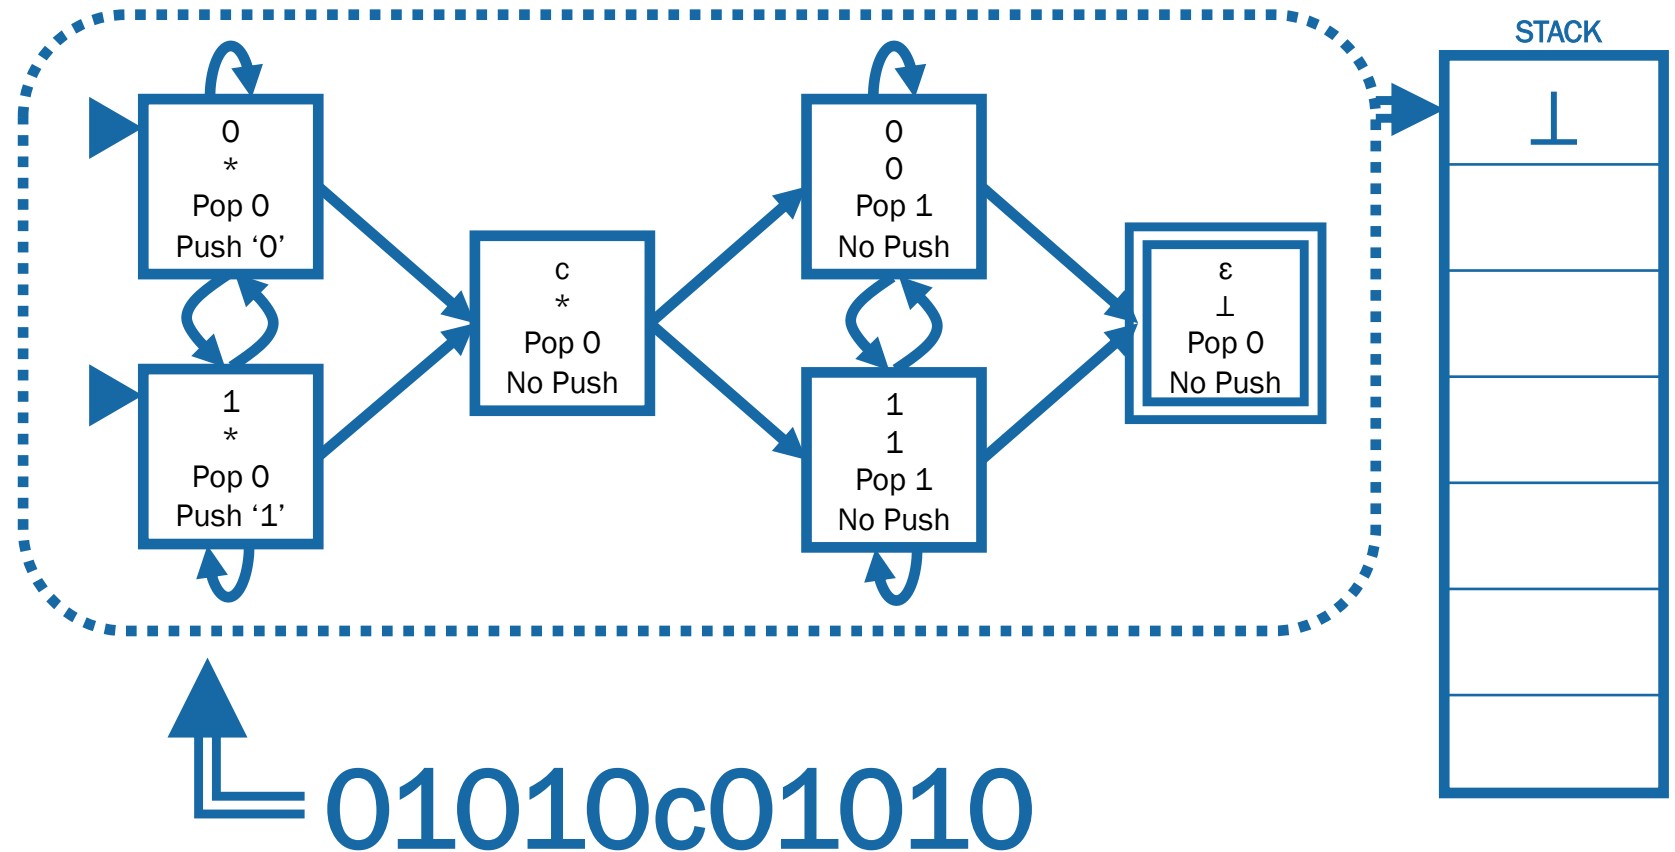 STACK
⊥
0
*
Pop 0
Push ‘0’
1
*
Pop 0
Push ‘1’
c
*
Pop 0
No Push
0
0
Pop 1
No Push
1
1
Pop 1
No Push
ε
⊥
Pop 0
No Push
01010c01010